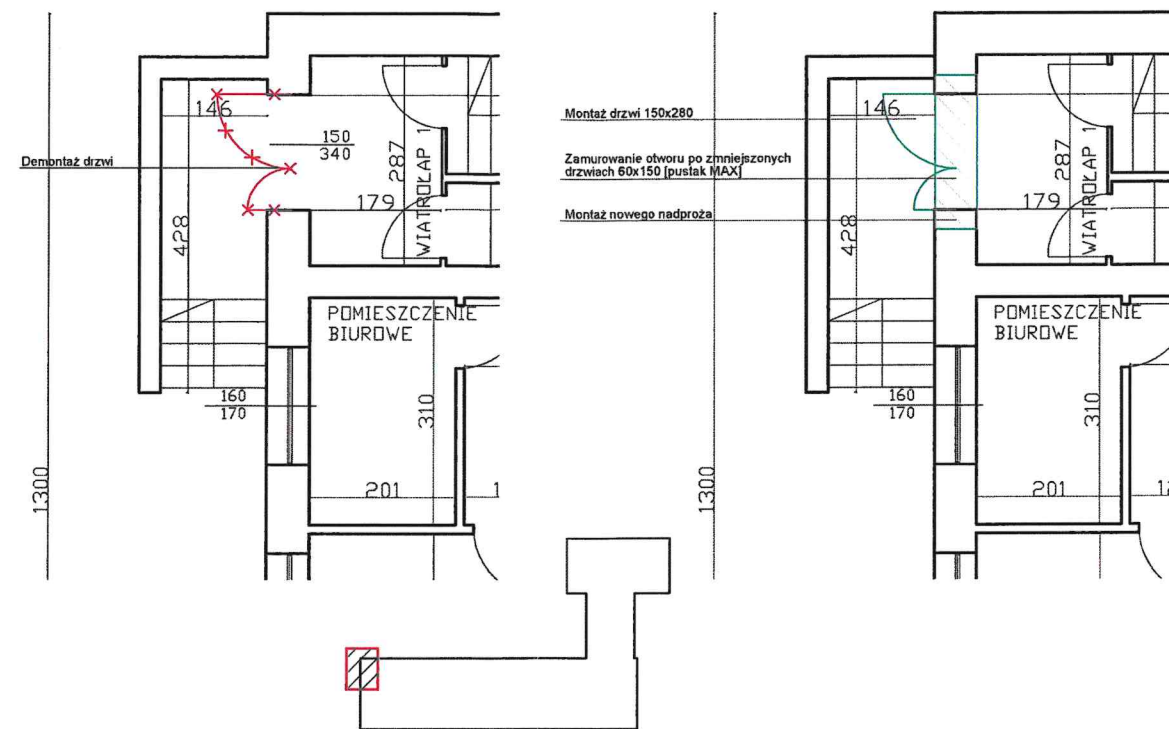 146
150
340
Demontaż drzwi
287
WIATROŁAP 1
179
428
POMIESZCZENIE
BIUROWE
160
170
310
201
1
1300
Montaż drzwi 150x280
146
Zamurowanie otworu po zmniejszonych
drzwiach 60x150 [pustak MAX]
Montaż nowego nadproża
287
WIATROŁAP 1
179
428
POMIESZCZENIE
BIUROWE
160
170
310
201
12
1300